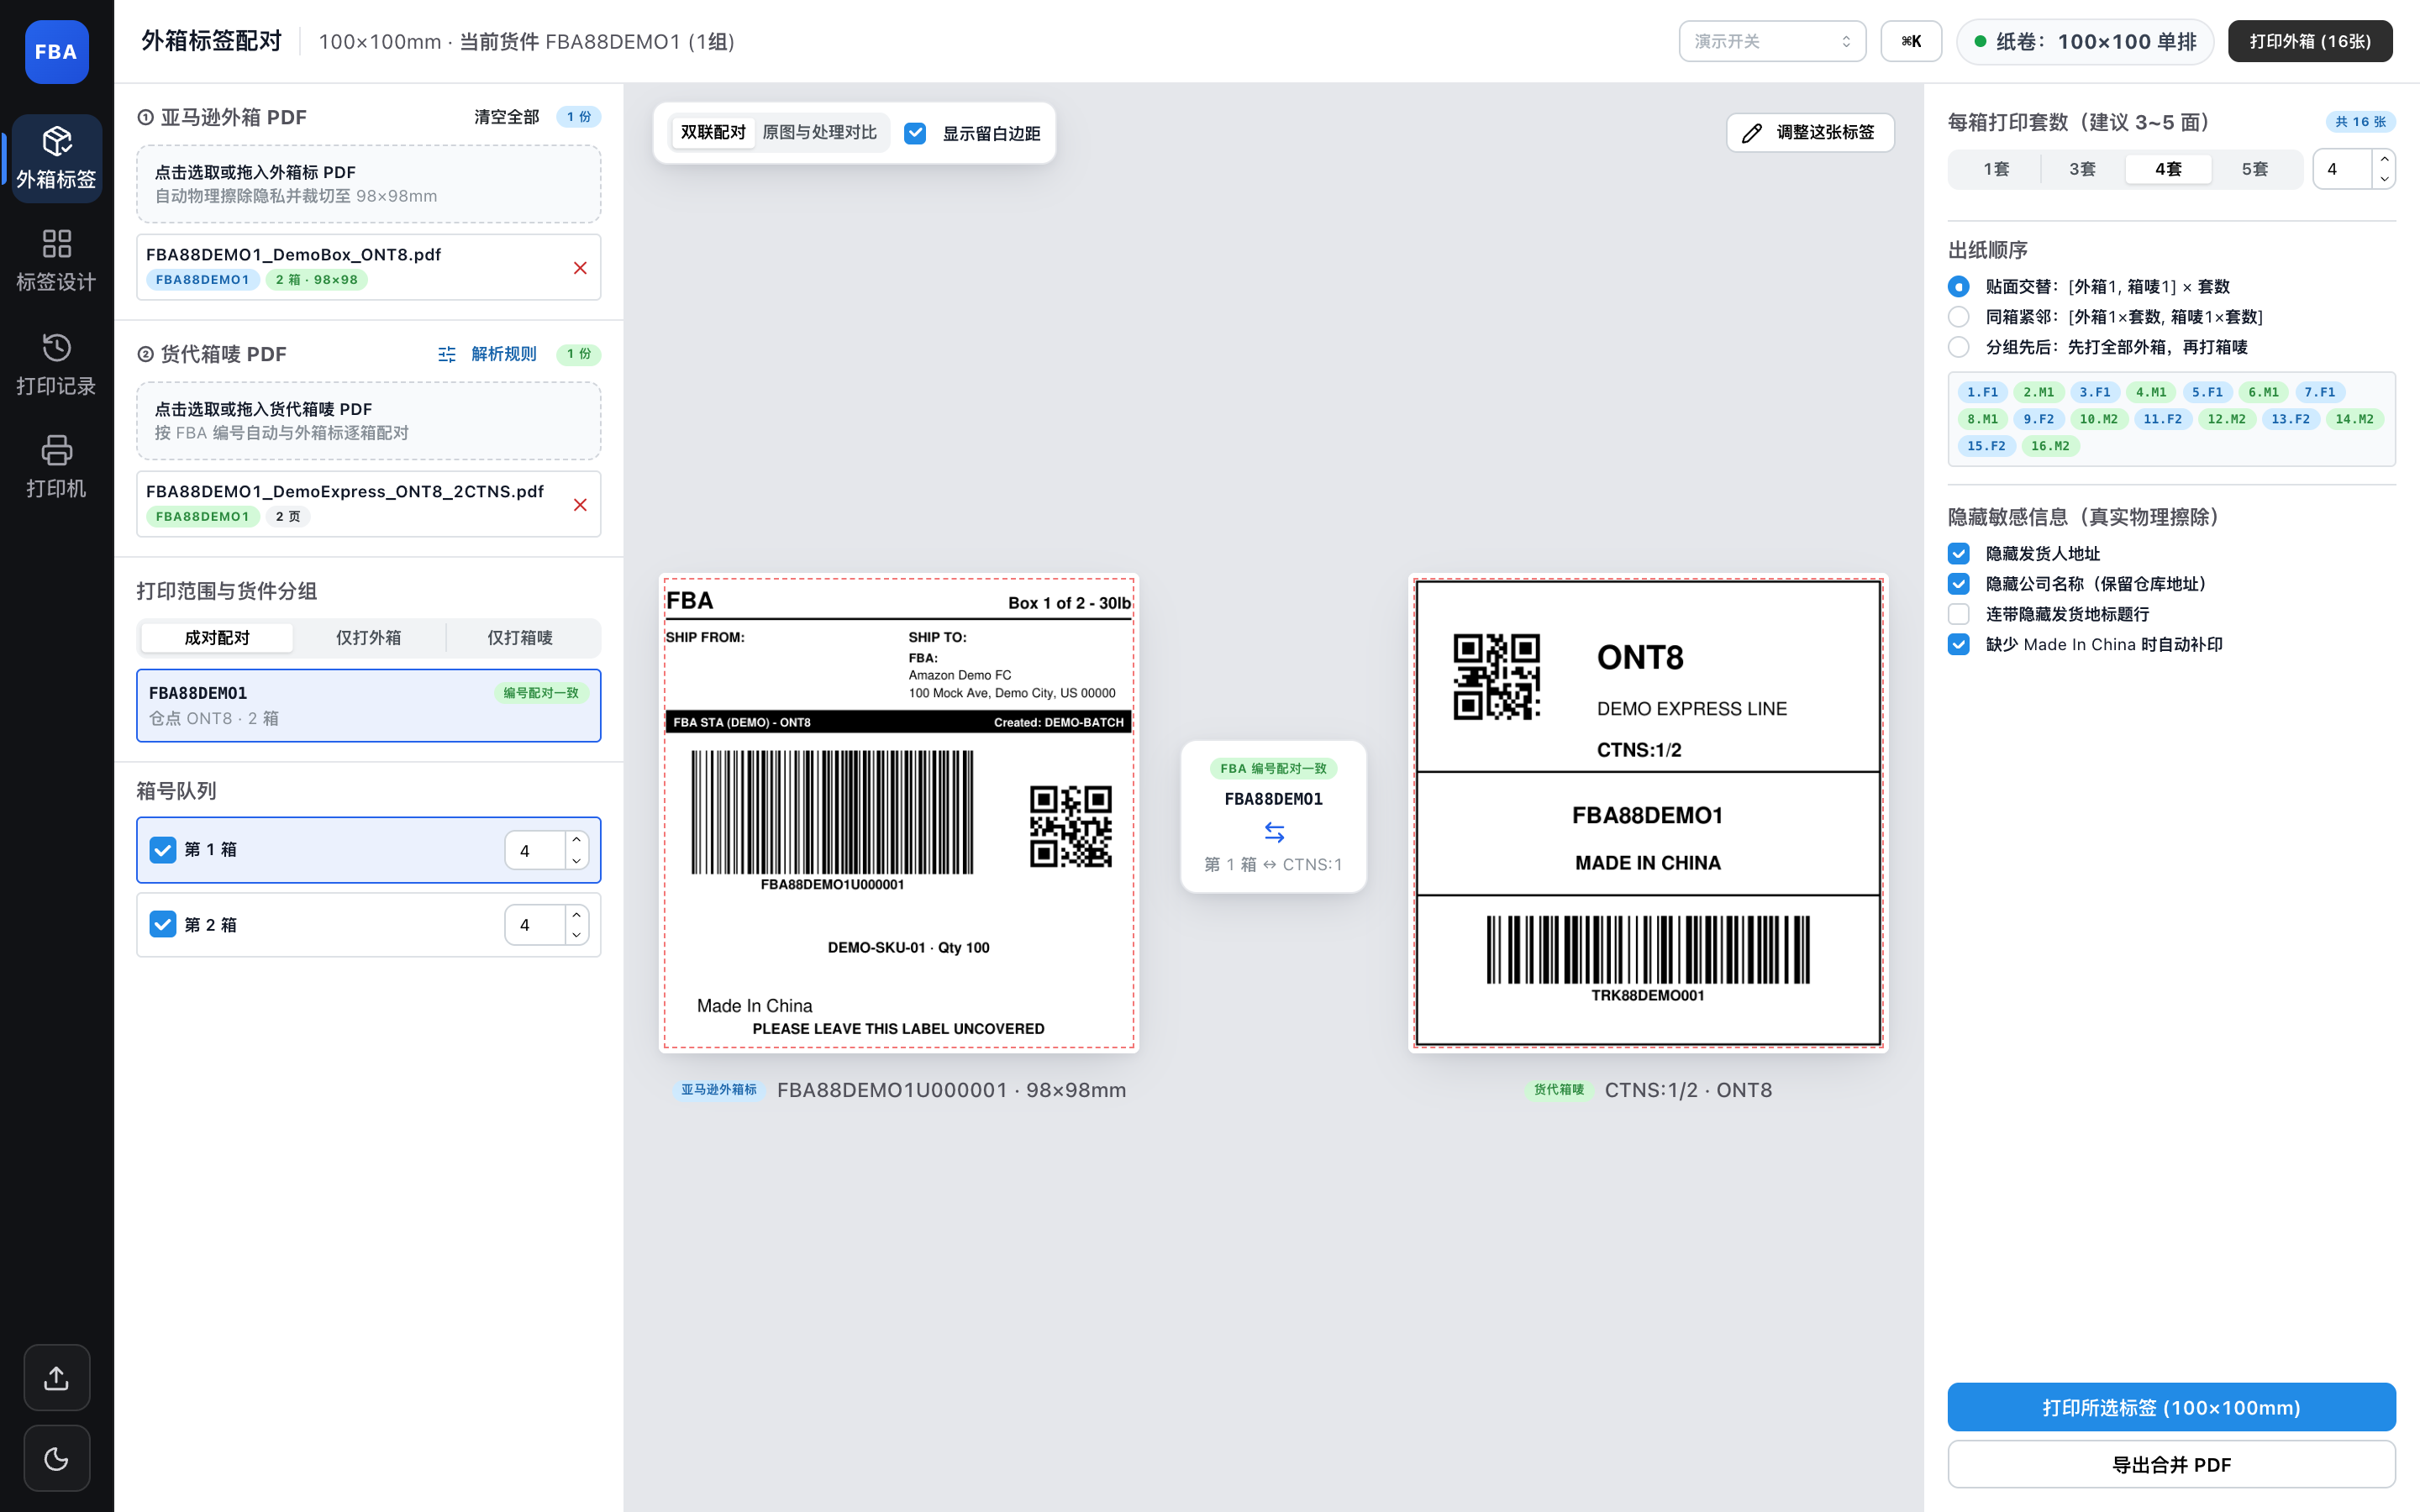 FBA
外箱标签
标签设计
打印记录
打印机
外箱标签配对
100×100mm · 当前货件 FBA88DEMO1 (1组)
演示开关
⌘K
纸卷：100×100 单排
打印外箱 (16张)
① 亚马逊外箱 PDF
清空全部
1 份
点击选取或拖入外箱标 PDF
自动物理擦除隐私并裁切至 98×98mm
FBA88DEMO1_DemoBox_ONT8.pdf
FBA88DEMO1
2 箱 · 98×98
② 货代箱唛 PDF
解析规则
1 份
点击选取或拖入货代箱唛 PDF
按 FBA 编号自动与外箱标逐箱配对
FBA88DEMO1_DemoExpress_ONT8_2CTNS.pdf
FBA88DEMO1
2 页
打印范围与货件分组
成对配对
仅打外箱
仅打箱唛
FBA88DEMO1
编号配对一致
仓点 ONT8 · 2 箱
箱号队列
第 1 箱
4
第 2 箱
4
双联配对
原图与处理对比
显示留白边距
调整这张标签
FBA
Box 1 of 2 - 30lb
SHIP FROM:
SHIP TO:
FBA:
Amazon Demo FC
100 Mock Ave, Demo City, US 00000
FBA STA (DEMO) - ONT8
Created: DEMO-BATCH
FBA88DEMO1U000001
DEMO-SKU-01 · Qty 100
Made In China
PLEASE LEAVE THIS LABEL UNCOVERED
亚马逊外箱标
FBA88DEMO1U000001 · 98×98mm
FBA 编号配对一致
FBA88DEMO1
第 1 箱 ↔ CTNS:1
ONT8
DEMO EXPRESS LINE
CTNS:1/2
FBA88DEMO1
MADE IN CHINA
TRK88DEMO001
货代箱唛
CTNS:1/2 · ONT8
每箱打印套数（建议 3~5 面）
共 16 张
1套
3套
4套
5套
4
出纸顺序
贴面交替：[外箱1, 箱唛1] × 套数
同箱紧邻：[外箱1×套数, 箱唛1×套数]
分组先后：先打全部外箱，再打箱唛
1.F1 2.M1 3.F1 4.M1 5.F1 6.M1 7.F1
8.M1 9.F2 10.M2 11.F2 12.M2 13.F2 14.M2
15.F2 16.M2
隐藏敏感信息（真实物理擦除）
隐藏发货人地址
隐藏公司名称（保留仓库地址）
连带隐藏发货地标题行
缺少 Made In China 时自动补印
打印所选标签 (100×100mm)
导出合并 PDF